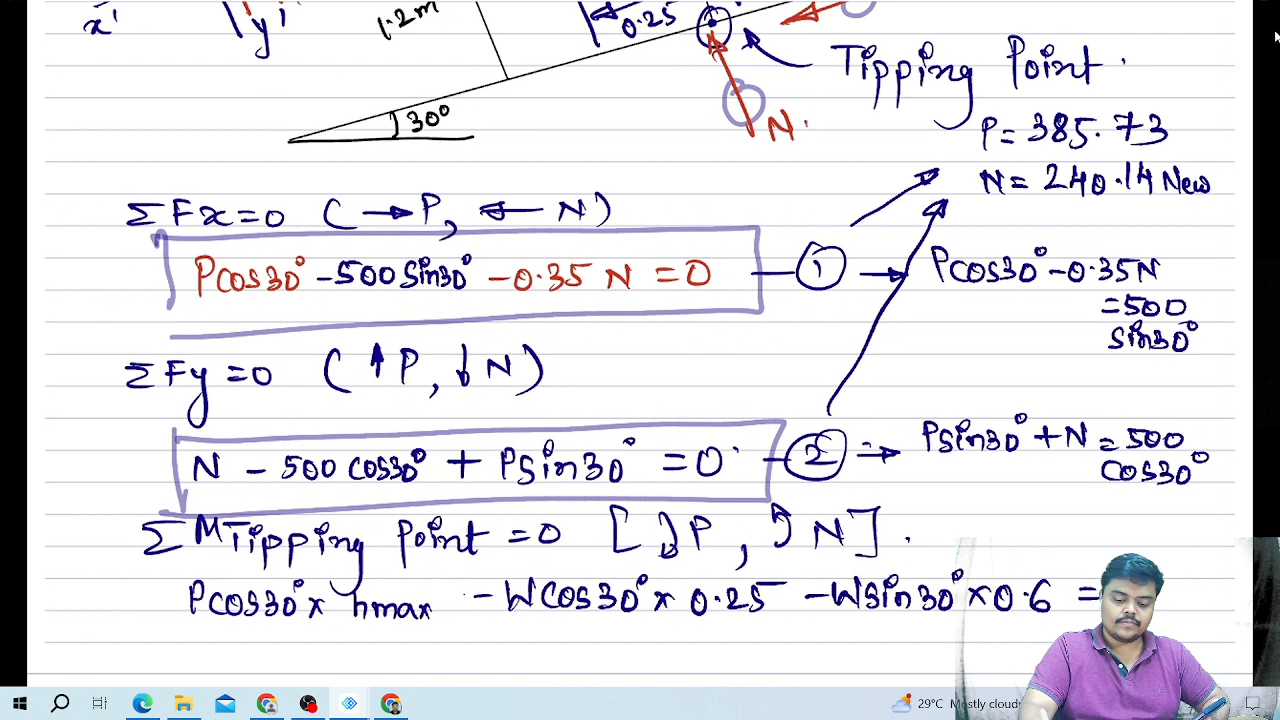 x' y' 1.2m 0.25
30° N.
Tipping Point.
P = 385.73
N = 240.14 New
ΣFx=0 ( → P, ← N)
Pcos30° - 500 Sin30° - 0.35 N = 0 — ① → Pcos30° - 0.35N
= 500
Sin30°
ΣFy=0 ( ↑ P, ↓ N )
N - 500 cos30° + Psin30° = 0 — ② → Psin30° + N = 500
cos30°
ΣM Tipping Point = 0 [ ↓ P , ↺ N ].
Pcos30° x hmax - Wcos30° x 0.25 - Wsin30° x 0.6 =
29°C Mostly cloudy